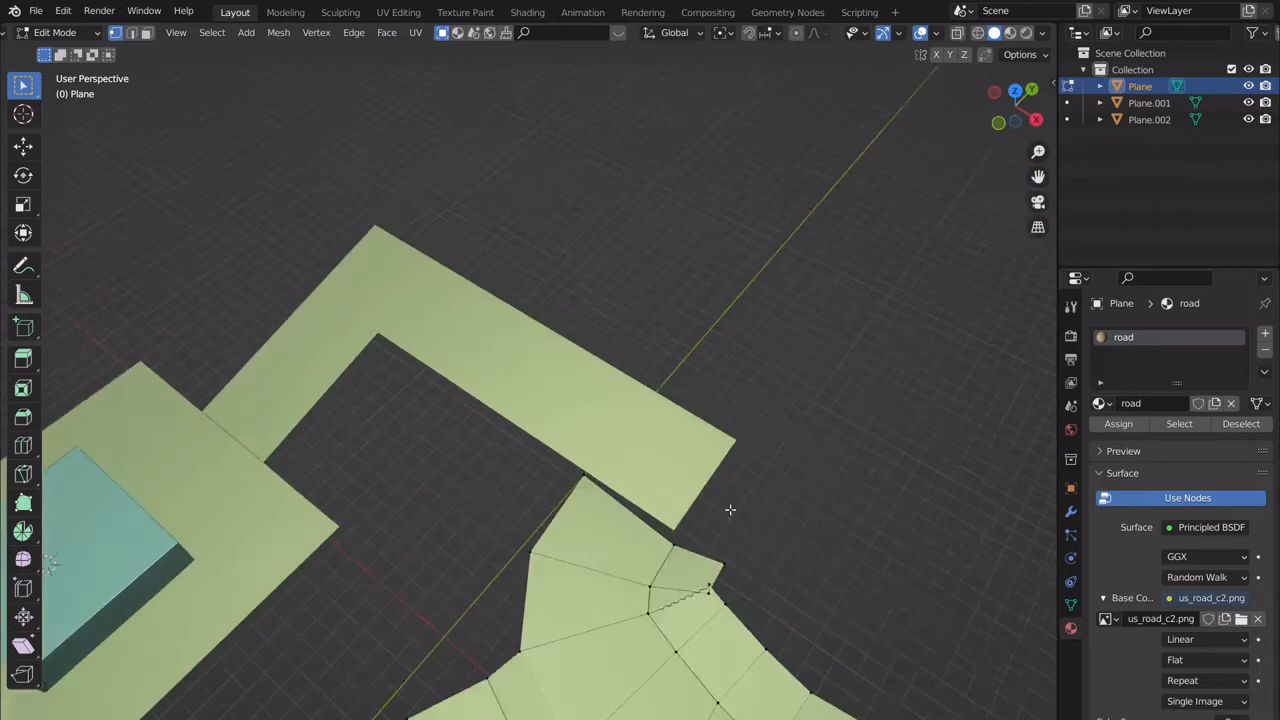 File Edit Render Window Help Layout Modeling Sculpting UV Editing Texture Paint Shading Animation Rendering Compositing Geometry Nodes Scripting Scene ViewLayer
Edit Mode View Select Add Mesh Vertex Edge Face UV Global
X Y Z Options
Scene Collection
Collection
Plane
Plane.001
Plane.002
User Perspective
(0) Plane
Z Y X
Plane > road
road
road
Assign Select Deselect
Preview
Surface
Use Nodes
Surface Principled BSDF
GGX
Random Walk
Base Co... us_road_c2.png
us_road_c2.png
Linear
Flat
Repeat
Single Image